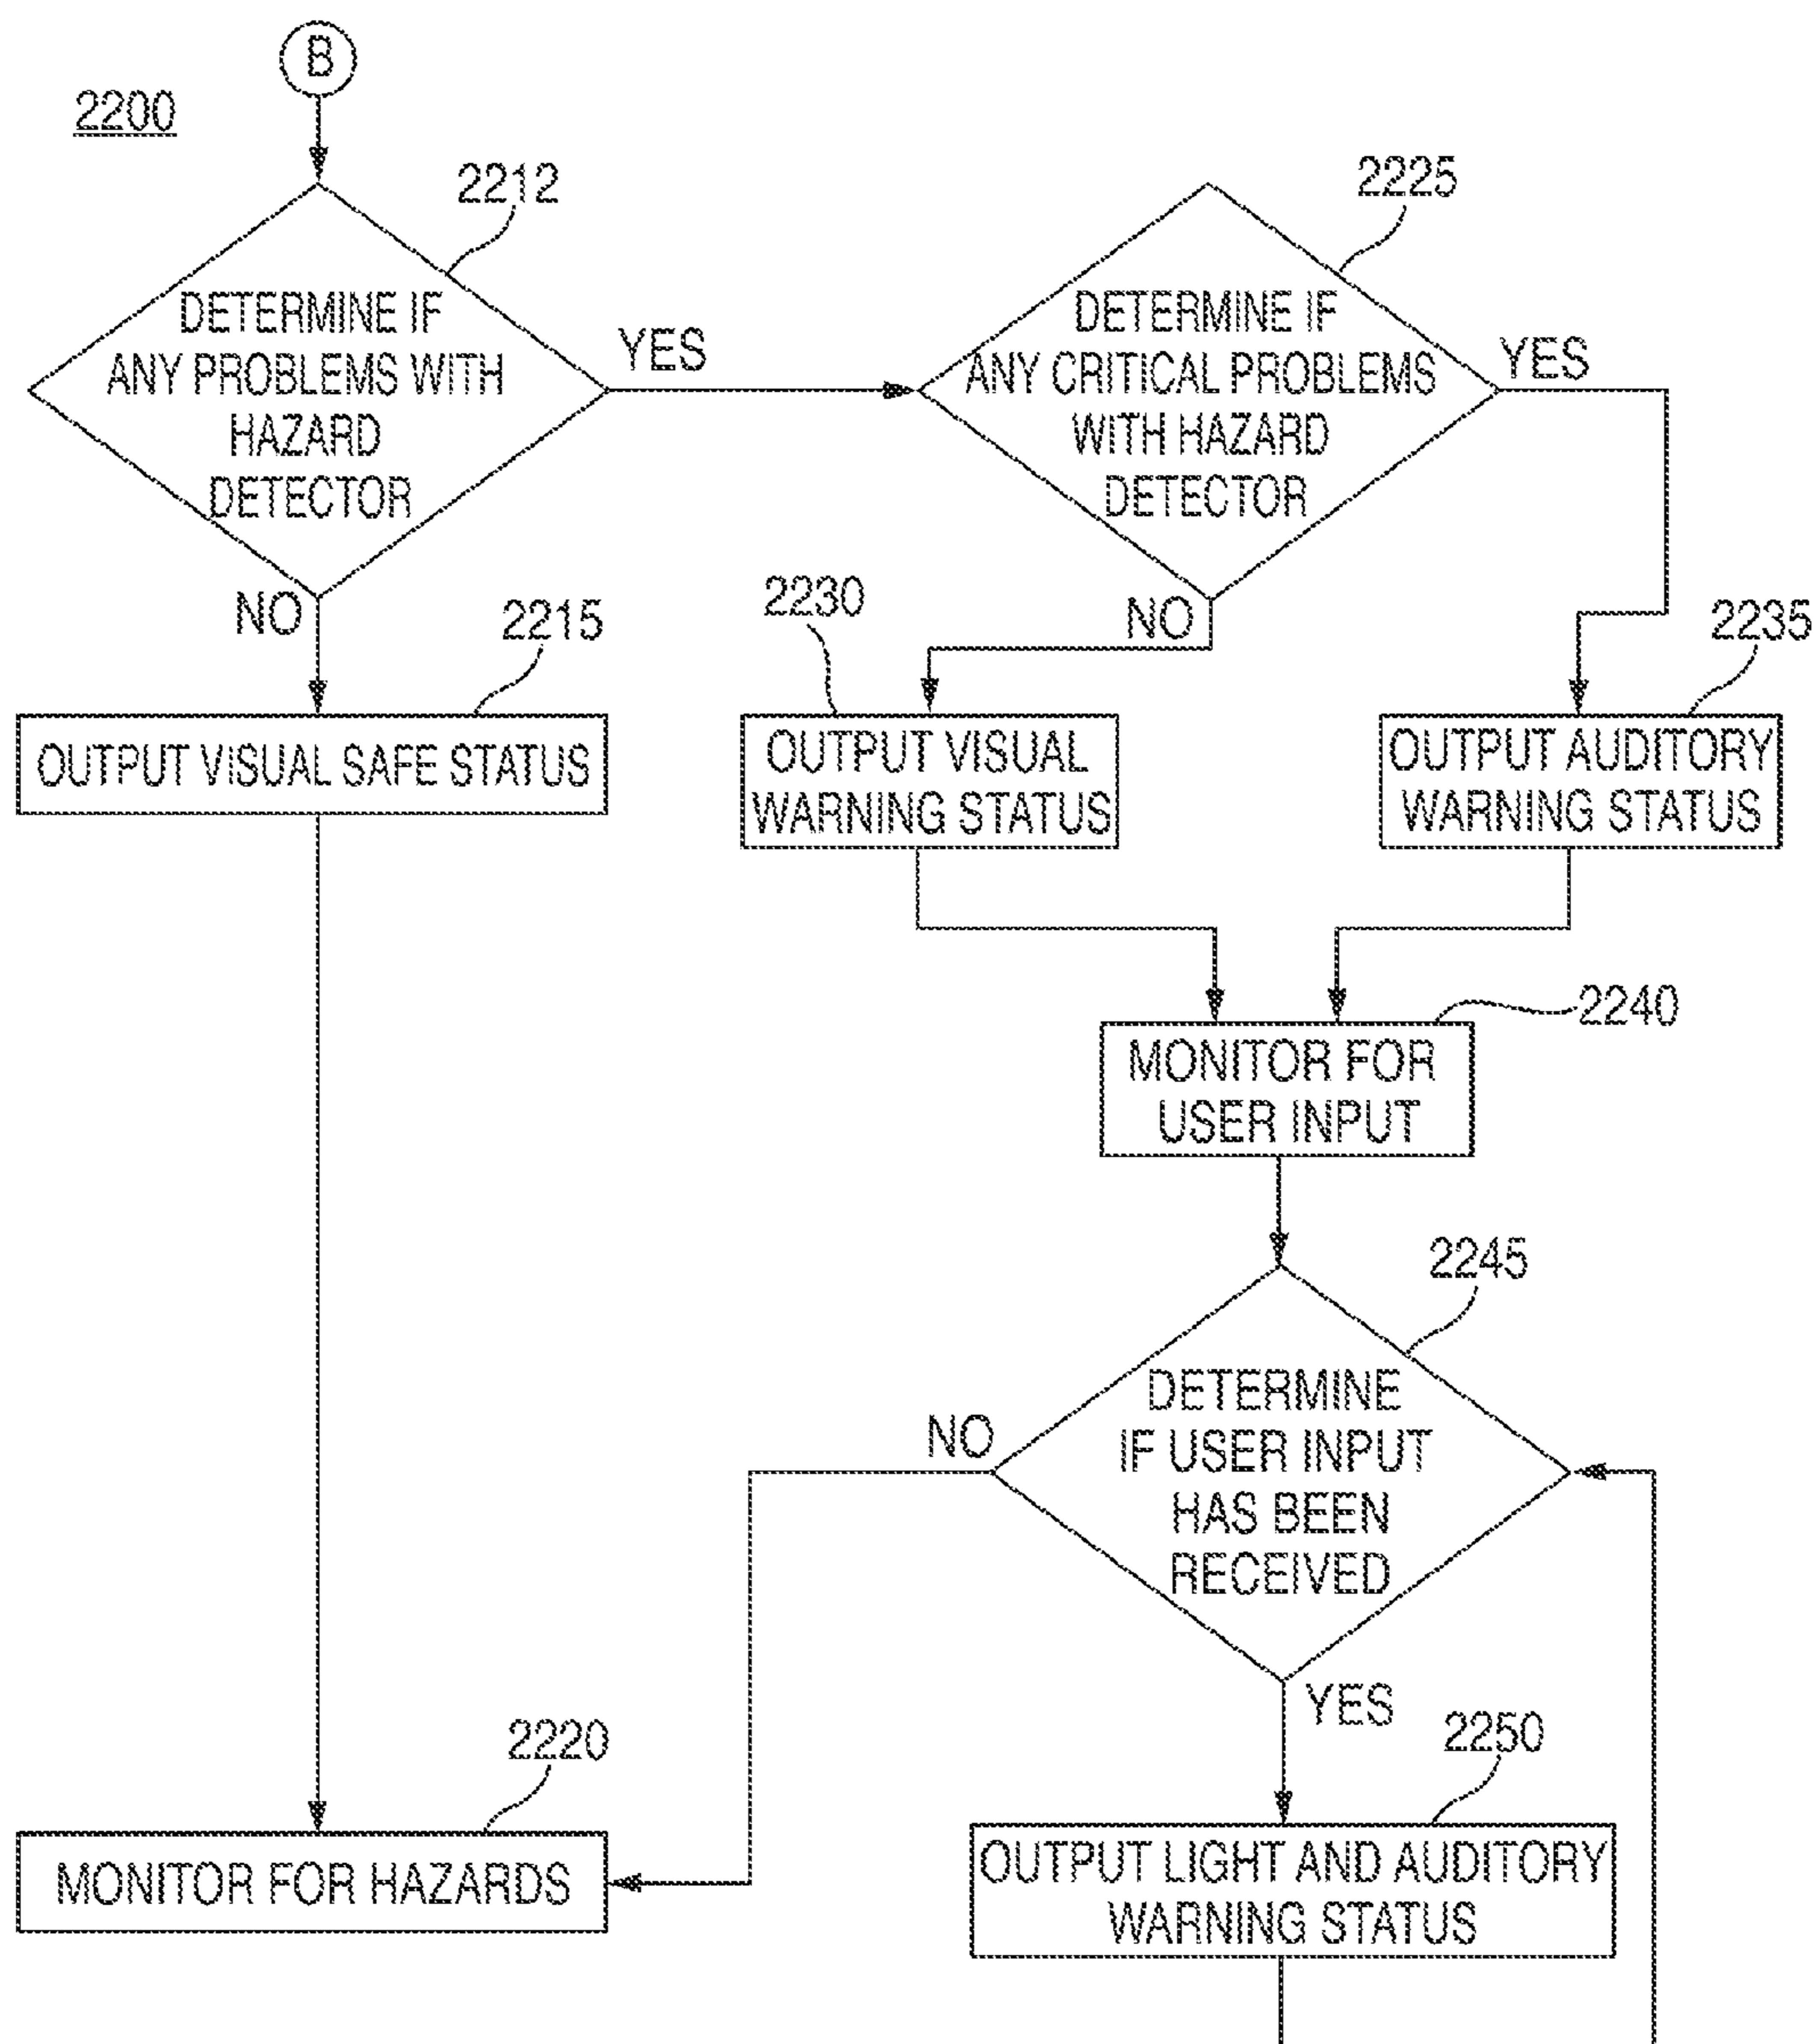 B
2200
2212
DETERMINE IF
ANY PROBLEMS WITH
HAZARD
DETECTOR
YES
NO
2225
DETERMINE IF
ANY CRITICAL PROBLEMS
WITH HAZARD
DETECTOR
YES
NO
2215
OUTPUT VISUAL SAFE STATUS
2230
OUTPUT VISUAL
WARNING STATUS
2235
OUTPUT AUDITORY
WARNING STATUS
2240
MONITOR FOR
USER INPUT
2245
DETERMINE
IF USER INPUT
HAS BEEN
RECEIVED
NO
YES
2220
MONITOR FOR HAZARDS
2250
OUTPUT LIGHT AND AUDITORY
WARNING STATUS